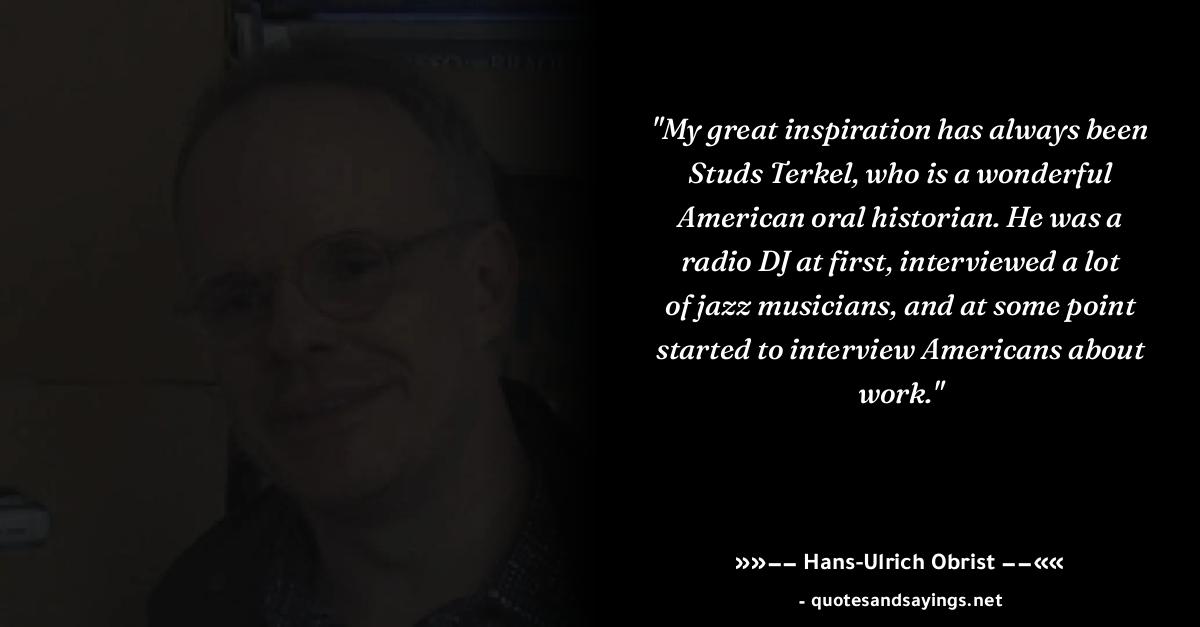 "My great inspiration has always been
Studs Terkel, who is a wonderful
American oral historian. He was a
radio DJ at first, interviewed a lot
of jazz musicians, and at some point
started to interview Americans about
work."
»»−− Hans-Ulrich Obrist −−««
- quotesandsayings.net